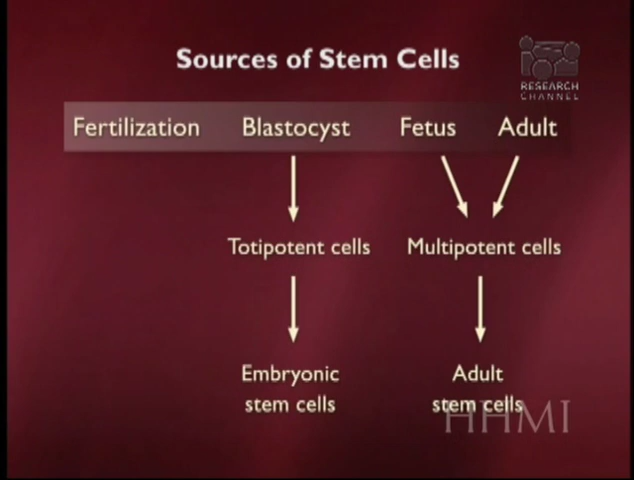 Sources of Stem Cells
RESEARCH
CHANNEL
Fertilization Blastocyst Fetus Adult
Totipotent cells Multipotent cells
Embryonic
stem cells
Adult
stem cells
HHMI